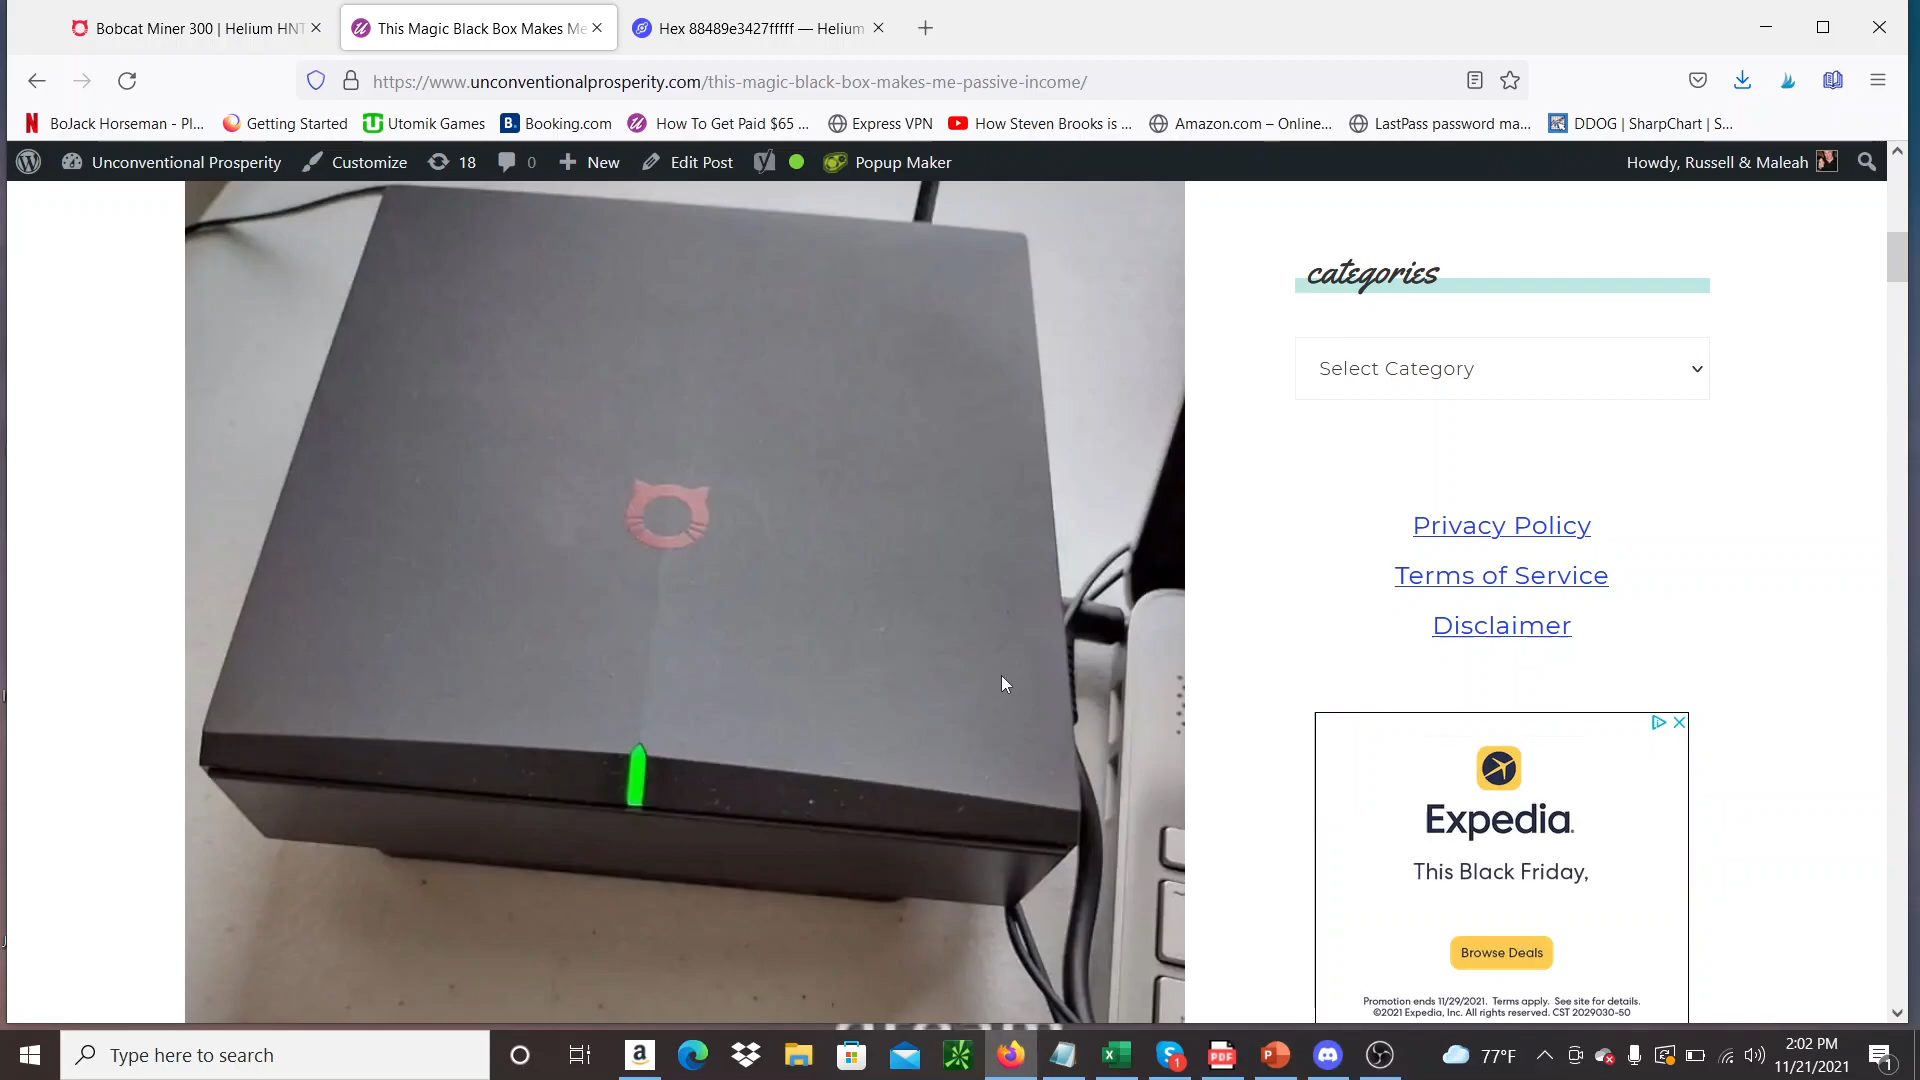 Bobcat Miner 300 | Helium HNT
This Magic Black Box Makes Me
Hex 88489e3427fffff — Helium
https://www.unconventionalprosperity.com/this-magic-black-box-makes-me-passive-income/
BoJack Horseman - Pl...
Getting Started
Utomik Games
B. Booking.com
How To Get Paid $65 ...
Express VPN
How Steven Brooks is ...
Amazon.com – Online...
LastPass password ma...
DDOG | SharpChart | S...
Unconventional Prosperity
Customize
18
0
New
Edit Post
Popup Maker
Howdy, Russell & Maleah
categories
Select Category
Privacy Policy
Terms of Service
Disclaimer
Expedia
This Black Friday,
Browse Deals
Promotion ends 11/29/2021. Terms apply. See site for details.
©2021 Expedia, Inc. All rights reserved. CST 2029030-50
Type here to search
77°F
2:02 PM
11/21/2021